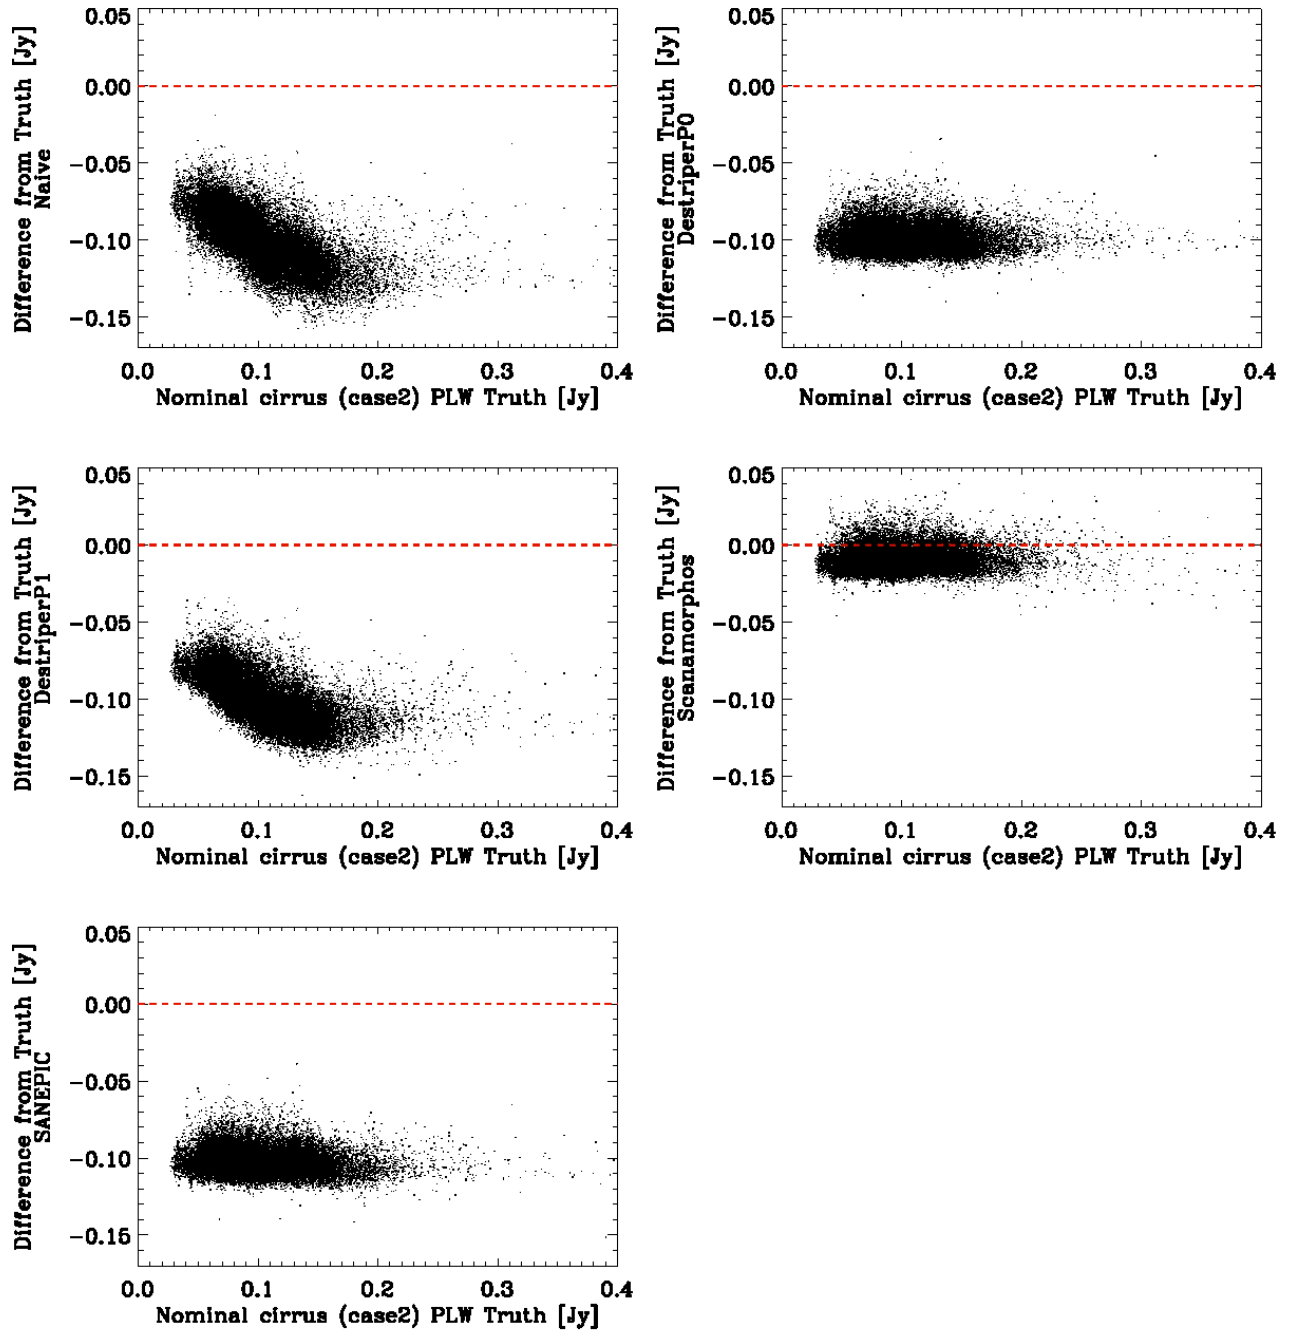 0.05
0.00
-0.05
-0.10
-0.15
Difference from Truth [Jy]
Naive
0.0 0.1 0.2 0.3 0.4
Nominal cirrus (case2) PLW Truth [Jy]
0.05
0.00
-0.05
-0.10
-0.15
Difference from Truth [Jy]
DestriperP0
0.0 0.1 0.2 0.3 0.4
Nominal cirrus (case2) PLW Truth [Jy]
0.05
0.00
-0.05
-0.10
-0.15
Difference from Truth [Jy]
DestriperP1
0.0 0.1 0.2 0.3 0.4
Nominal cirrus (case2) PLW Truth [Jy]
0.05
0.00
-0.05
-0.10
-0.15
Difference from Truth [Jy]
Scanamorphos
0.0 0.1 0.2 0.3 0.4
Nominal cirrus (case2) PLW Truth [Jy]
0.05
0.00
-0.05
-0.10
-0.15
Difference from Truth [Jy]
SANEPIC
0.0 0.1 0.2 0.3 0.4
Nominal cirrus (case2) PLW Truth [Jy]